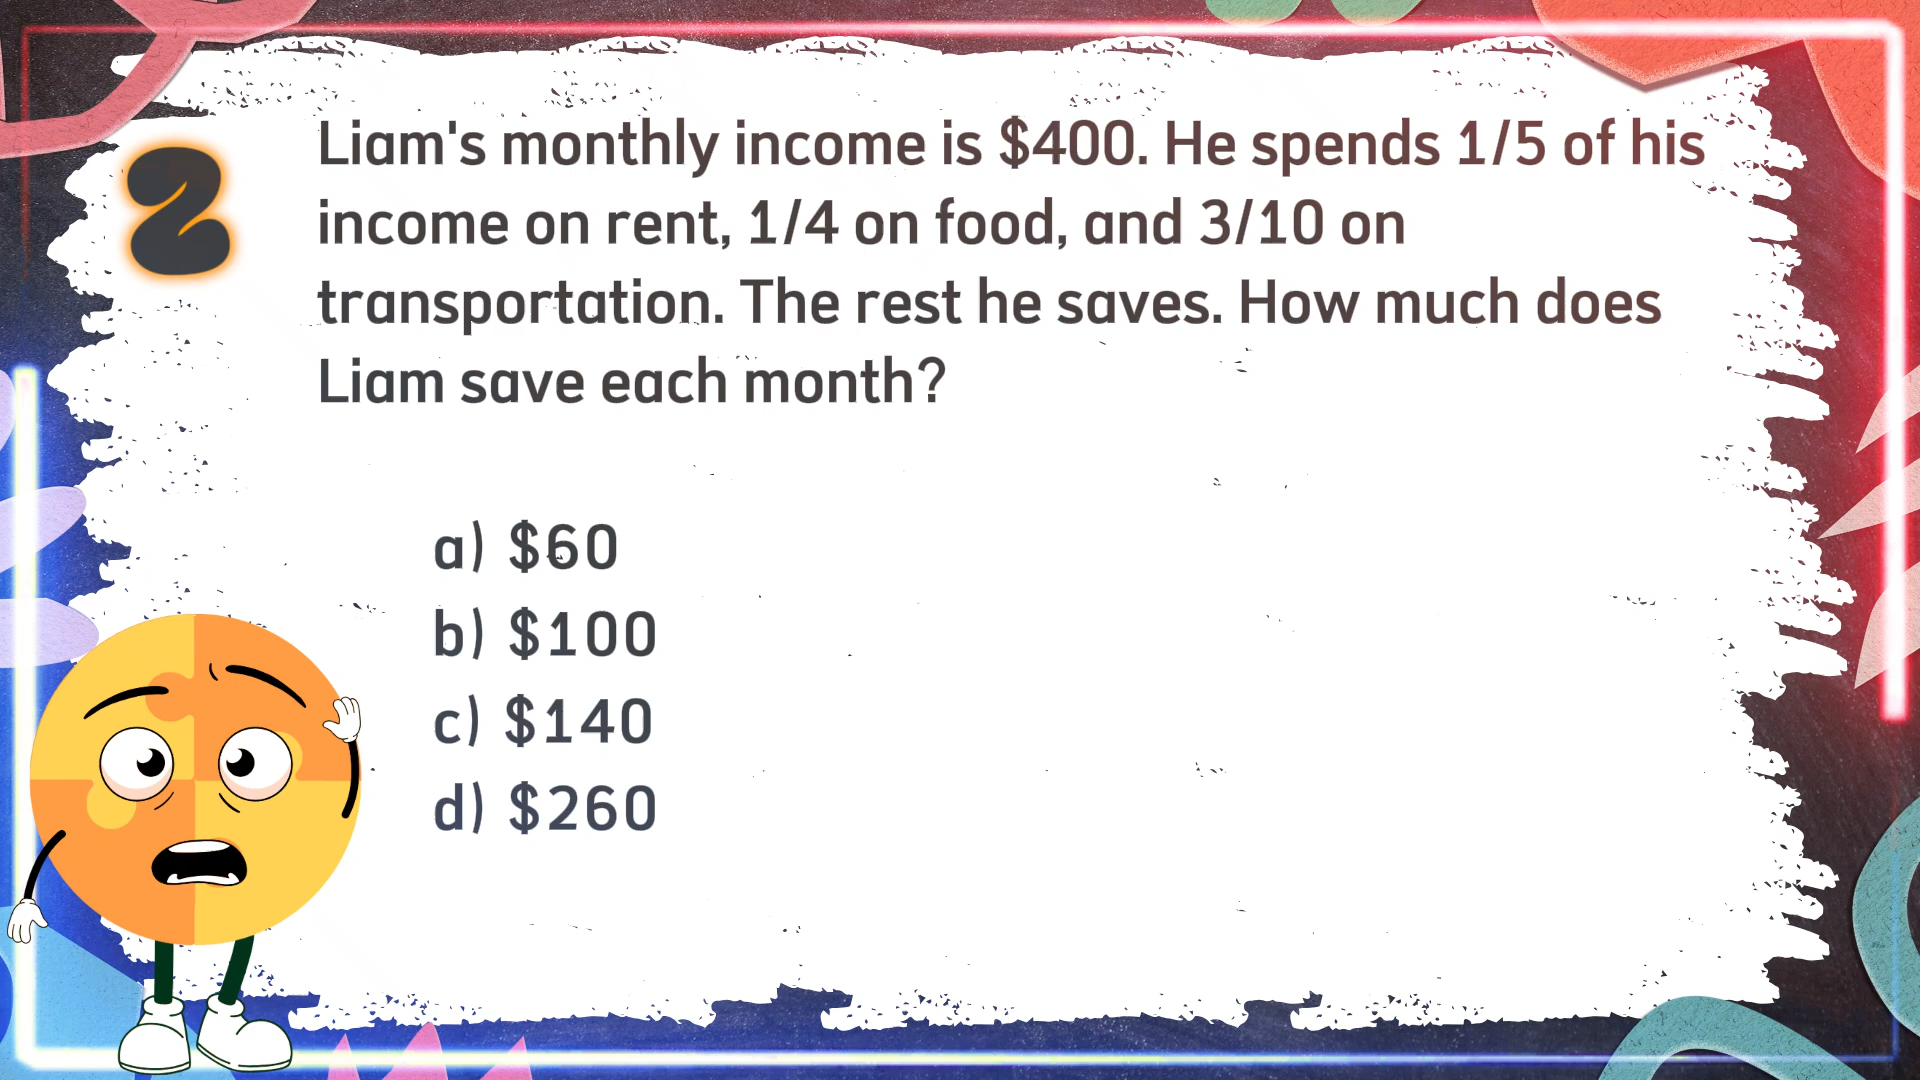 2
Liam's monthly income is $400. He spends 1/5 of his
income on rent, 1/4 on food, and 3/10 on
transportation. The rest he saves. How much does
Liam save each month?
a) $60
b) $100
c) $140
d) $260